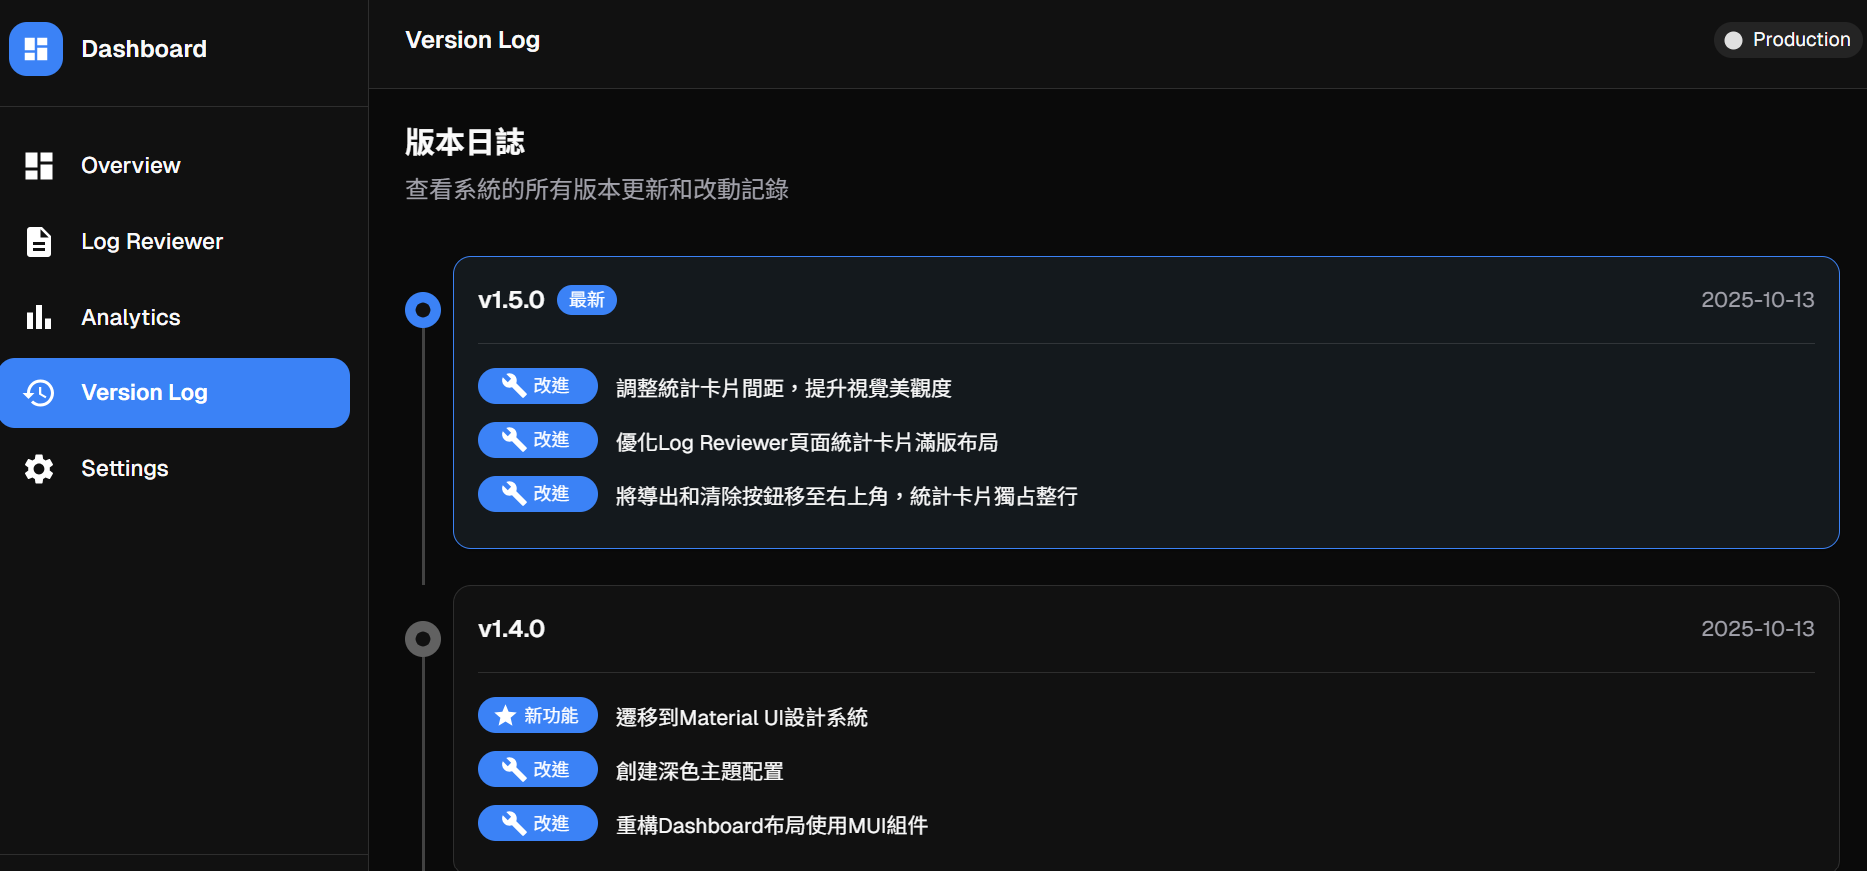 Dashboard
Overview
Log Reviewer
Analytics
Version Log
Settings
Version Log
Production
版本日誌
查看系統的所有版本更新和改動記錄
v1.5.0 最新 2025-10-13
改進 調整統計卡片間距，提升視覺美觀度
改進 優化Log Reviewer頁面統計卡片滿版布局
改進 將導出和清除按鈕移至右上角，統計卡片獨占整行
v1.4.0 2025-10-13
新功能 遷移到Material UI設計系統
改進 創建深色主題配置
改進 重構Dashboard布局使用MUI組件